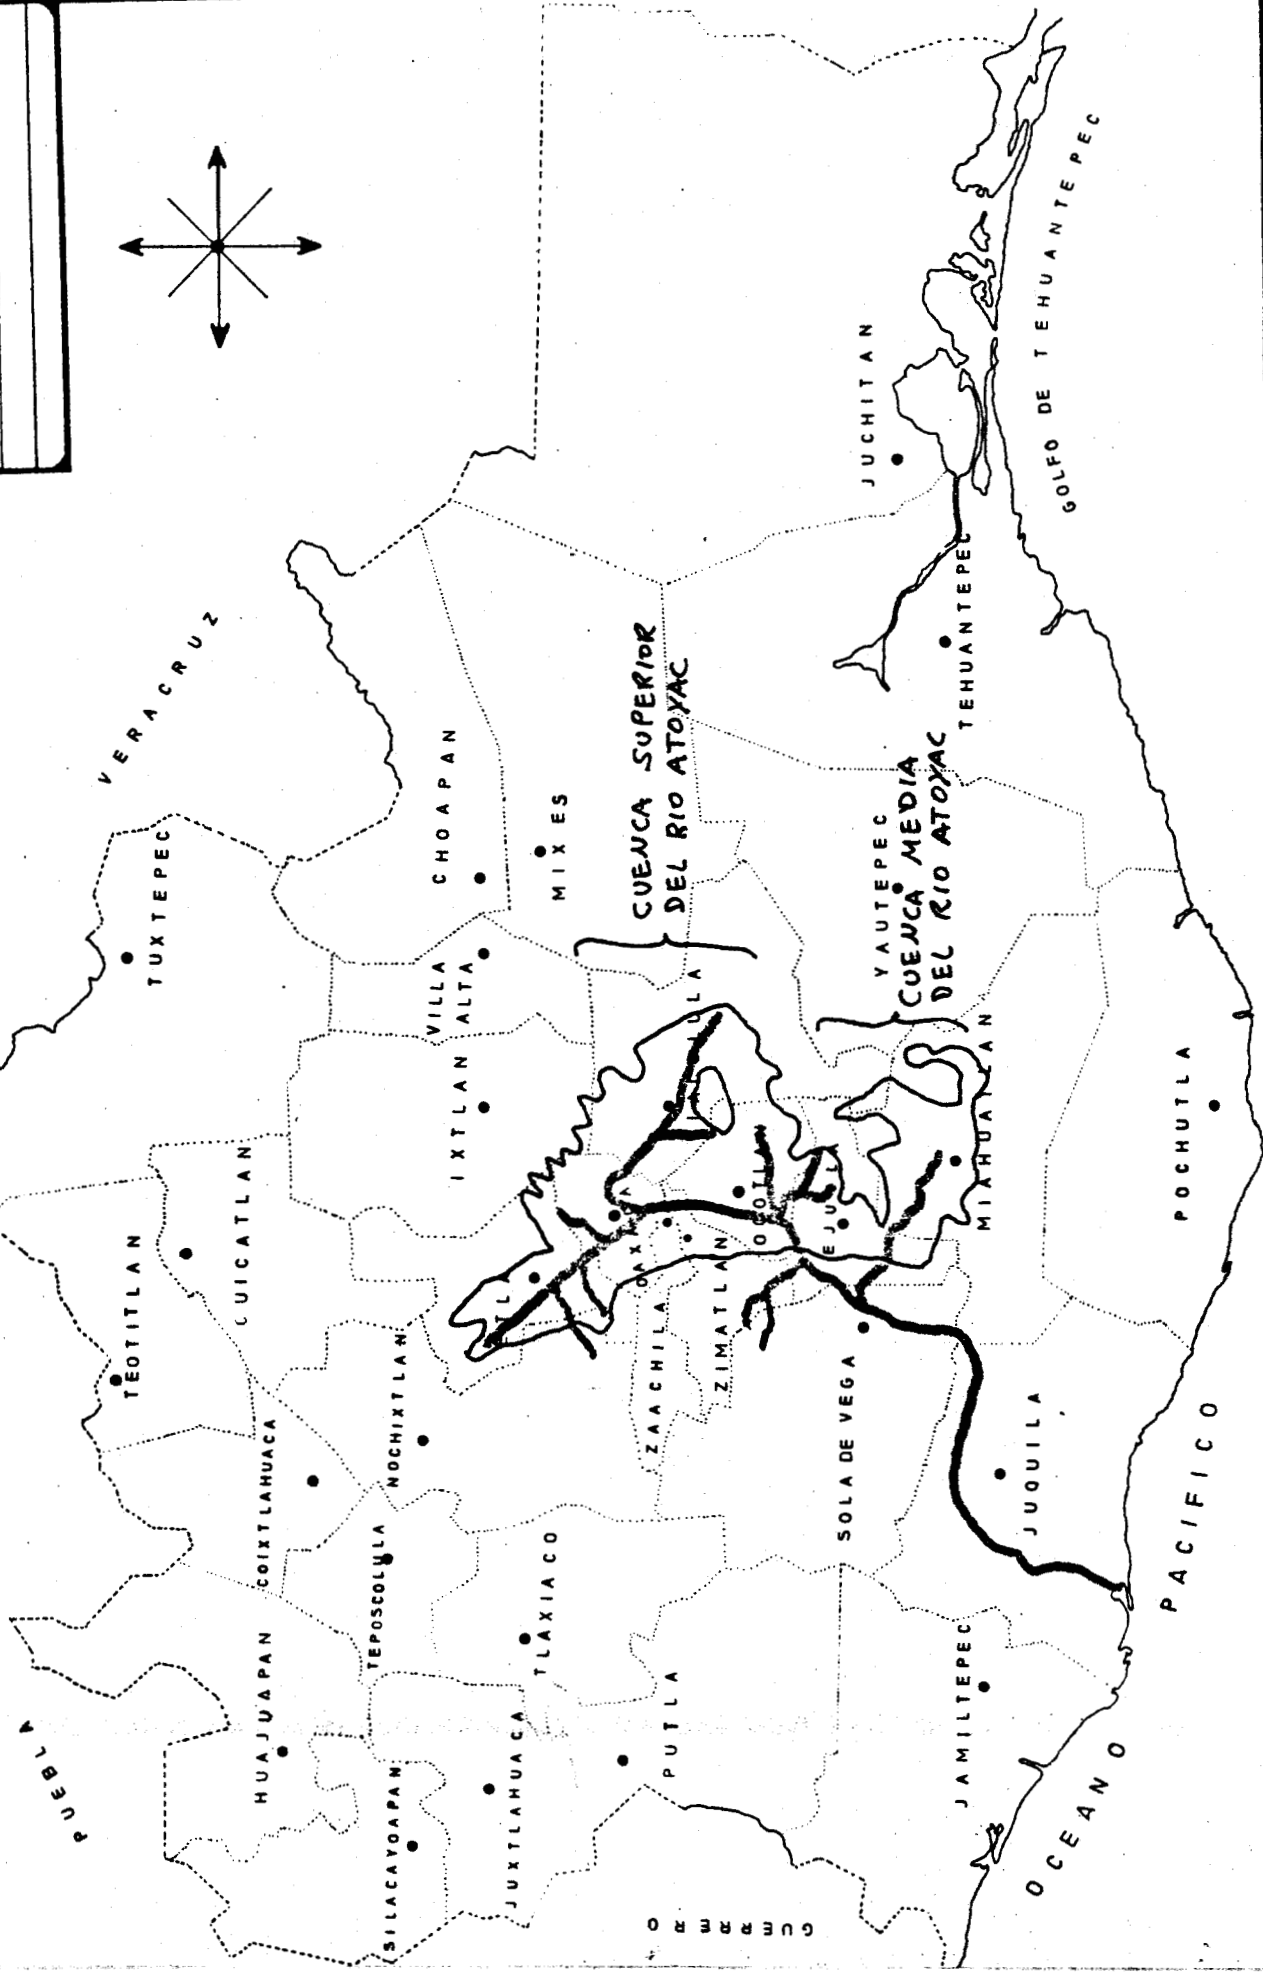 PUEBLA
VERACRUZ
TUXTEPEC
TEOTITLAN
CUICATLAN
CHOAPAN
VILLA
ALTA
IXTLAN
MIXES
COIXTLAHUACA
NOCHIXTLAN
HUAJUAPAN
TEPOSCOLULA
SILACAYOAPAN
JUXTLAHUACA
TLAXIACO
PUTLA
GUERRERO
CUENCA SUPERIOR
DEL RIO ATOYAC
ZAACHILA
ZIMATLAN
OCOTLAN
SOLA DE VEGA
YAUTEPEC
CUENCA MEDIA
DEL RIO ATOYAC
MIAHUATLAN
JUCHITAN
TEHUANTEPEC
JAMILTEPEC
JUQUILA
POCHUTLA
GOLFO DE TEHUANTEPEC
OCEANO PACIFICO